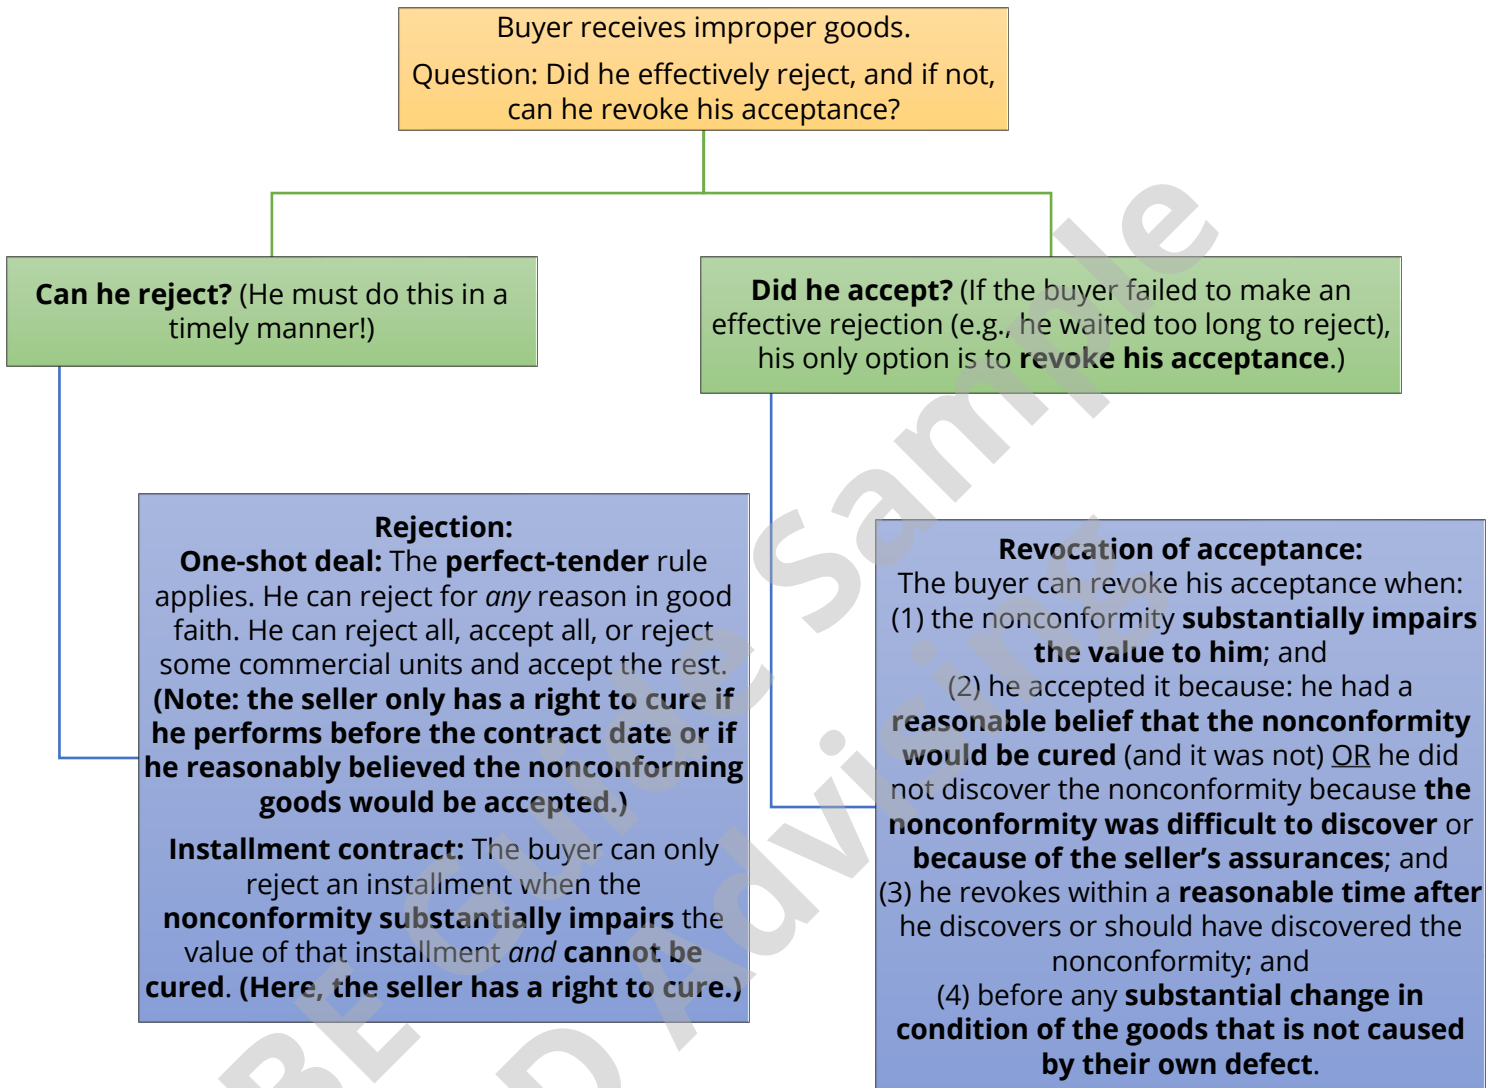 Buyer receives improper goods.
Question: Did he effectively reject, and if not,
can he revoke his acceptance?
Can he reject? (He must do this in a
timely manner!)
Did he accept? (If the buyer failed to make an
effective rejection (e.g., he waited too long to reject),
his only option is to revoke his acceptance.)
Rejection:
One-shot deal: The perfect-tender rule
applies. He can reject for any reason in good
faith. He can reject all, accept all, or reject
some commercial units and accept the rest.
(Note: the seller only has a right to cure if
he performs before the contract date or if
he reasonably believed the nonconforming
goods would be accepted.)
Installment contract: The buyer can only
reject an installment when the
nonconformity substantially impairs the
value of that installment and cannot be
cured. (Here, the seller has a right to cure.)
Revocation of acceptance:
The buyer can revoke his acceptance when:
(1) the nonconformity substantially impairs
the value to him; and
(2) he accepted it because: he had a
reasonable belief that the nonconformity
would be cured (and it was not) OR he did
not discover the nonconformity because the
nonconformity was difficult to discover or
because of the seller's assurances; and
(3) he revokes within a reasonable time after
he discovers or should have discovered the
nonconformity; and
(4) before any substantial change in
condition of the goods that is not caused
by their own defect.
BE Guide Sample
D Advising